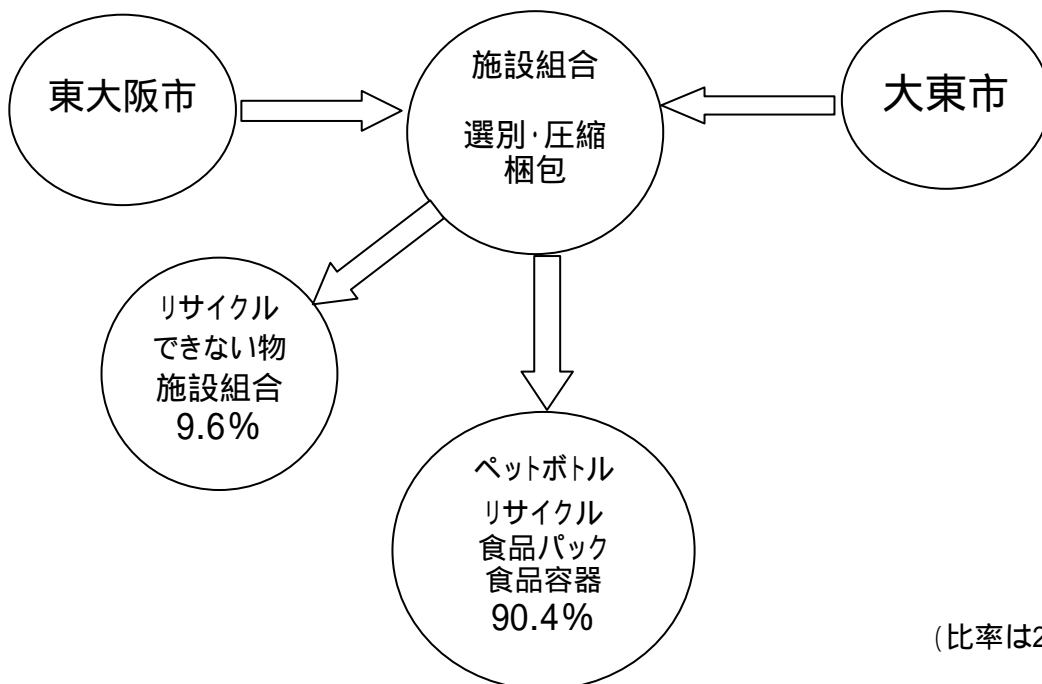 東大阪市
施設組合
選別・圧縮
梱包
大東市
リサイクル
できない物
施設組合
9.6%
ペットボトル
リサイクル
食品パック
食品容器
90.4%
(比率は2